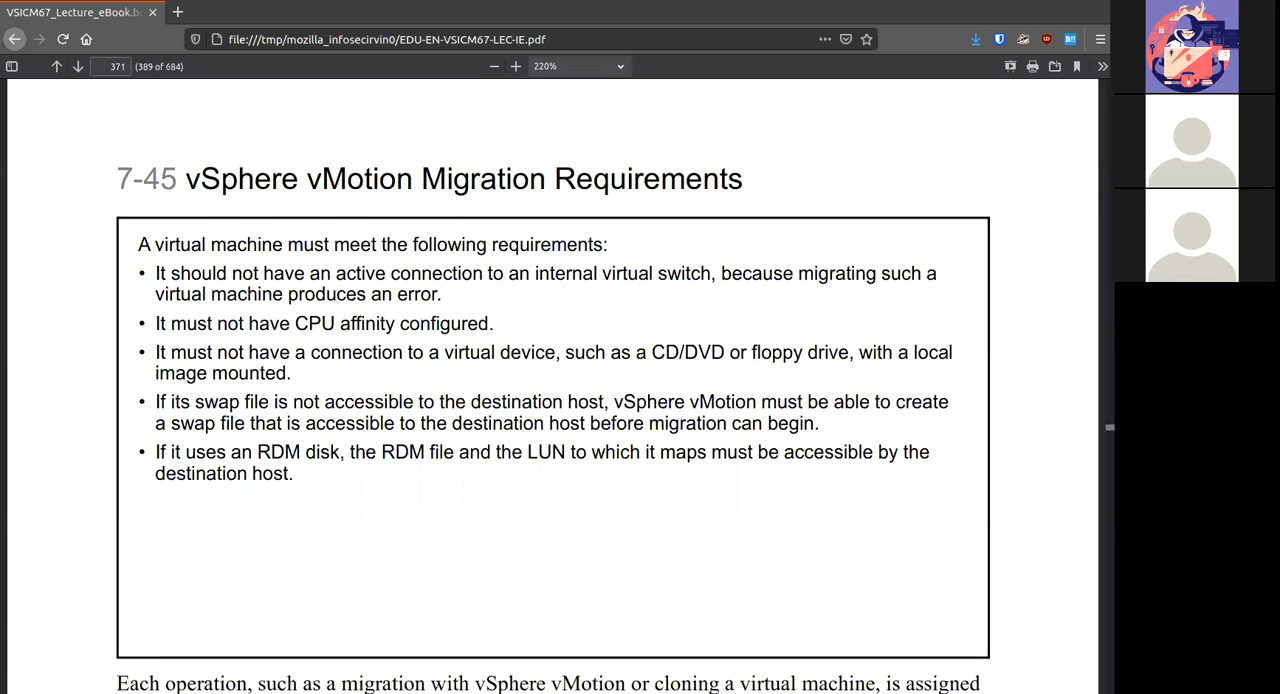 VSICM67_Lecture_eBook.b
file:///tmp/mozilla_infosecirvin0/EDU-EN-VSICM67-LEC-IE.pdf
371 (389 of 684)
220%
7-45 vSphere vMotion Migration Requirements
A virtual machine must meet the following requirements:
• It should not have an active connection to an internal virtual switch, because migrating such a
virtual machine produces an error.
• It must not have CPU affinity configured.
• It must not have a connection to a virtual device, such as a CD/DVD or floppy drive, with a local
image mounted.
• If its swap file is not accessible to the destination host, vSphere vMotion must be able to create
a swap file that is accessible to the destination host before migration can begin.
• If it uses an RDM disk, the RDM file and the LUN to which it maps must be accessible by the
destination host.
Each operation, such as a migration with vSphere vMotion or cloning a virtual machine, is assigned